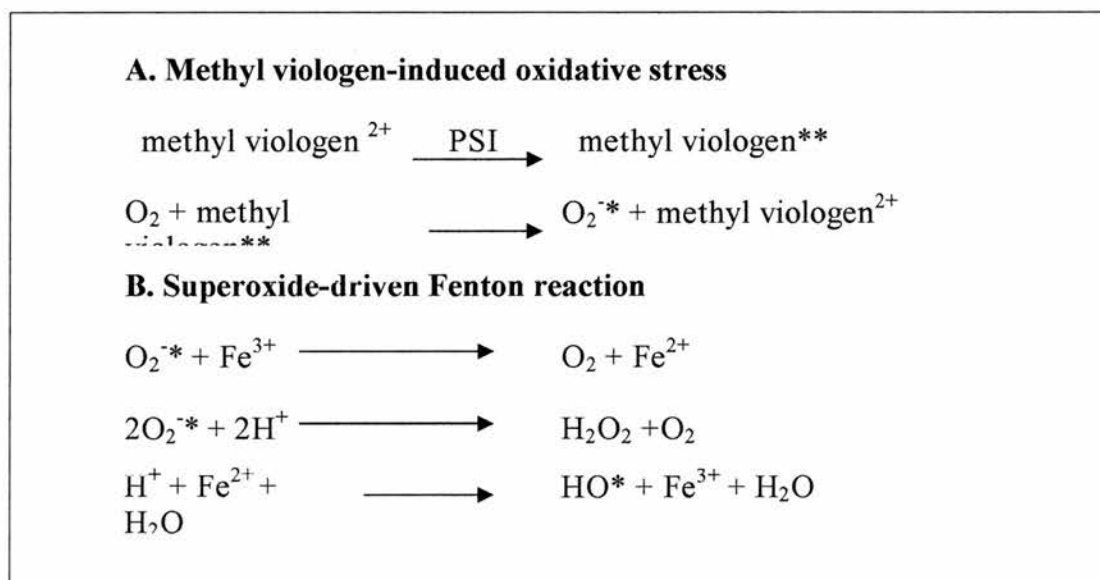 A. Methyl viologen-induced oxidative stress
methyl viologen ²⁺ PSI methyl viologen**
O₂ + methyl O₂⁻* + methyl viologen²⁺
viologen**
B. Superoxide-driven Fenton reaction
O₂⁻* + Fe³⁺ O₂ + Fe²⁺
2O₂⁻* + 2H⁺ H₂O₂ +O₂
H⁺ + Fe²⁺ + HO* + Fe³⁺ + H₂O
H₂O